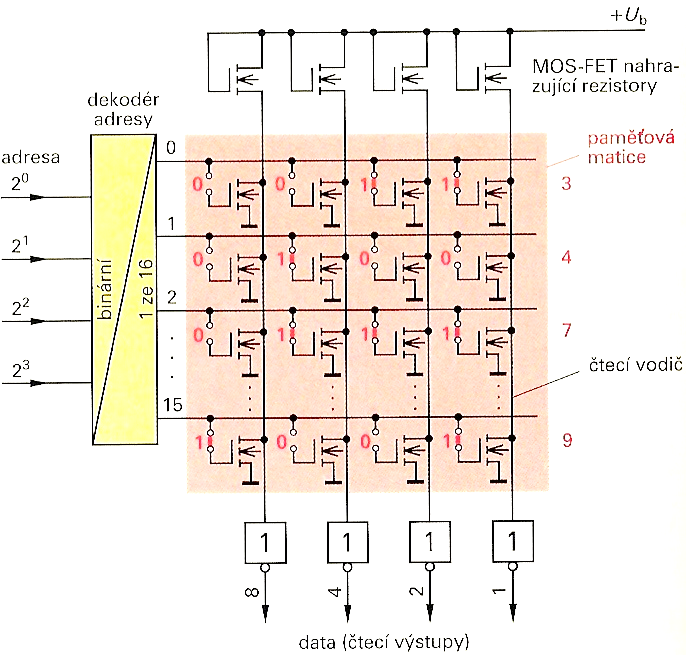 +U_b
MOS-FET nahra-
zující rezistory
dekodér
adresy
adresa
2^0
2^1
2^2
2^3
binární
1 ze 16
paměťová
matice
0
0 0 1 1
3
1
0 1 0 0
4
2
0 1 1 1
7
čtecí vodič
15
1 0 0 1
9
1 1 1 1
8 4 2 1
data (čtecí výstupy)